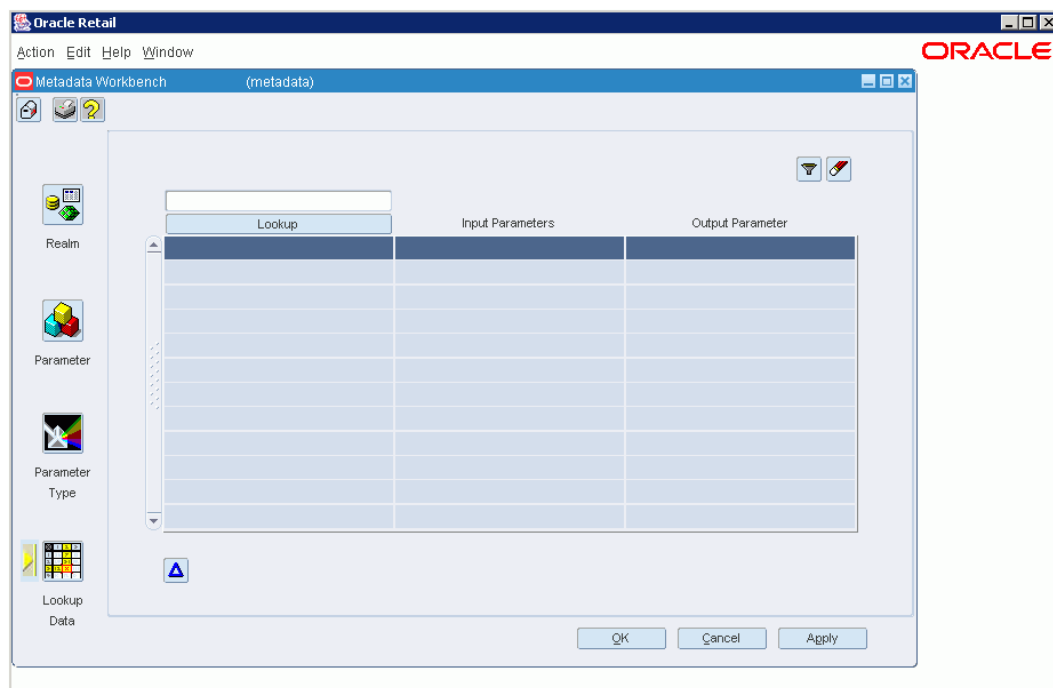 Oracle Retail
Action Edit Help Window
ORACLE
Metadata Workbench (metadata)
Lookup Input Parameters Output Parameter
Realm
Parameter
Parameter
Type
Lookup
Data
OK Cancel Apply